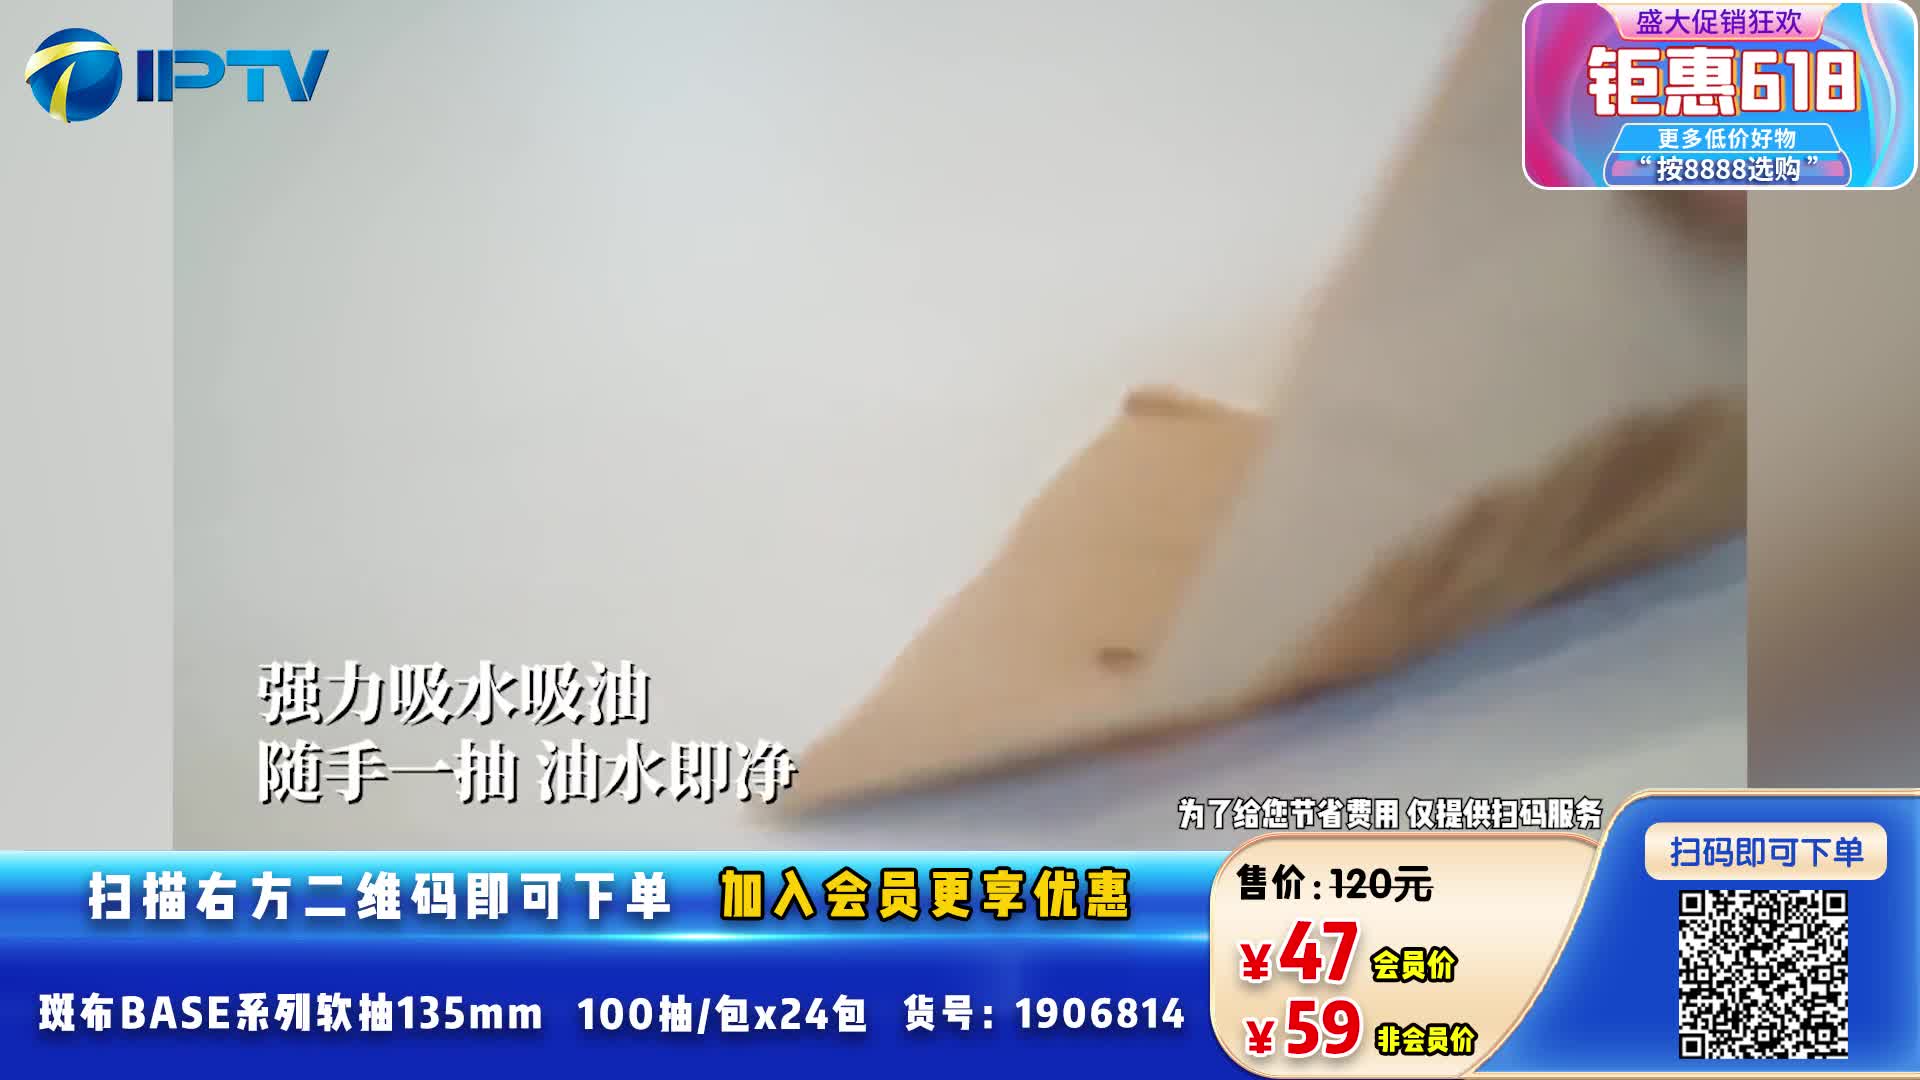 IPTV
盛大促销狂欢
钜惠618
更多低价好物
“按8888选购”
强力吸水吸油
随手一抽 油水即净
为了给您节省费用 仅提供扫码服务
扫描右方二维码即可下单 加入会员更享优惠
售价:120元
¥47 会员价
¥59 非会员价
扫码即可下单
斑布BASE系列软抽135mm 100抽/包x24包 货号：1906814